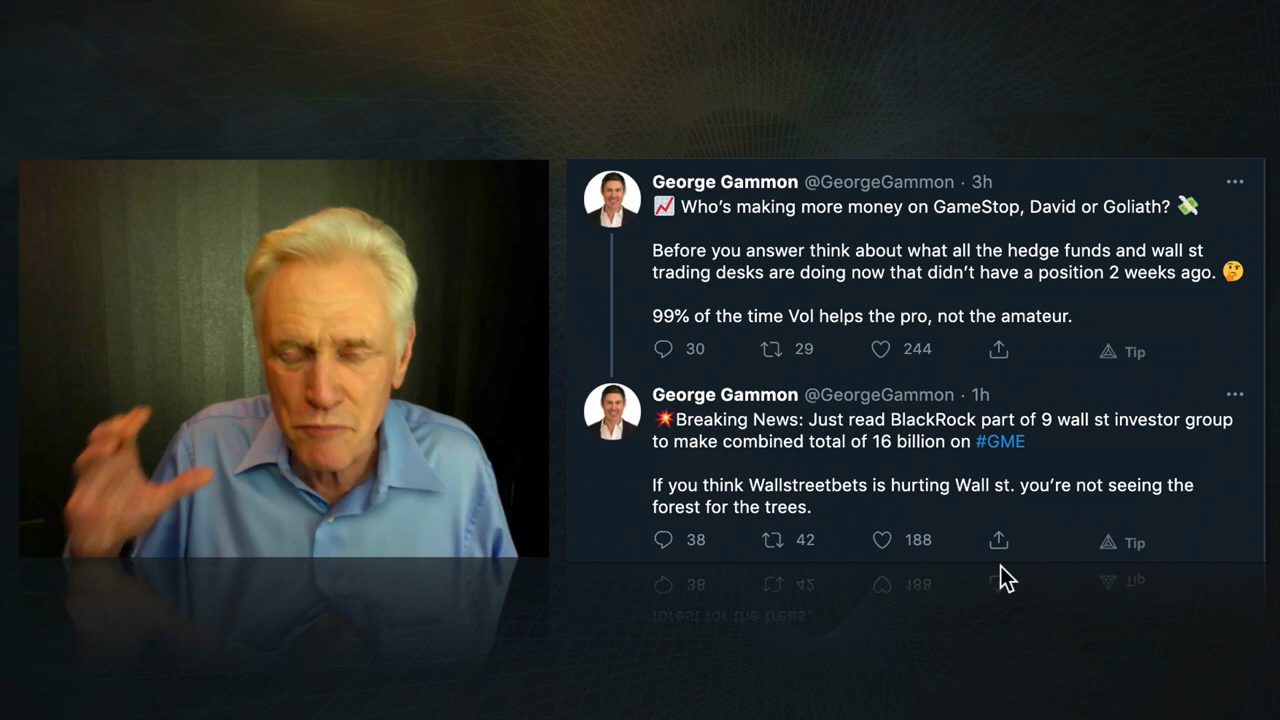 George Gammon @GeorgeGammon · 3h
📈 Who's making more money on GameStop, David or Goliath? 💸
Before you answer think about what all the hedge funds and wall st
trading desks are doing now that didn't have a position 2 weeks ago. 🤔
99% of the time Vol helps the pro, not the amateur.
30 29 244 Tip
George Gammon @GeorgeGammon · 1h
💥Breaking News: Just read BlackRock part of 9 wall st investor group
to make combined total of 16 billion on #GME
If you think Wallstreetbets is hurting Wall st. you're not seeing the
forest for the trees.
38 42 188 Tip